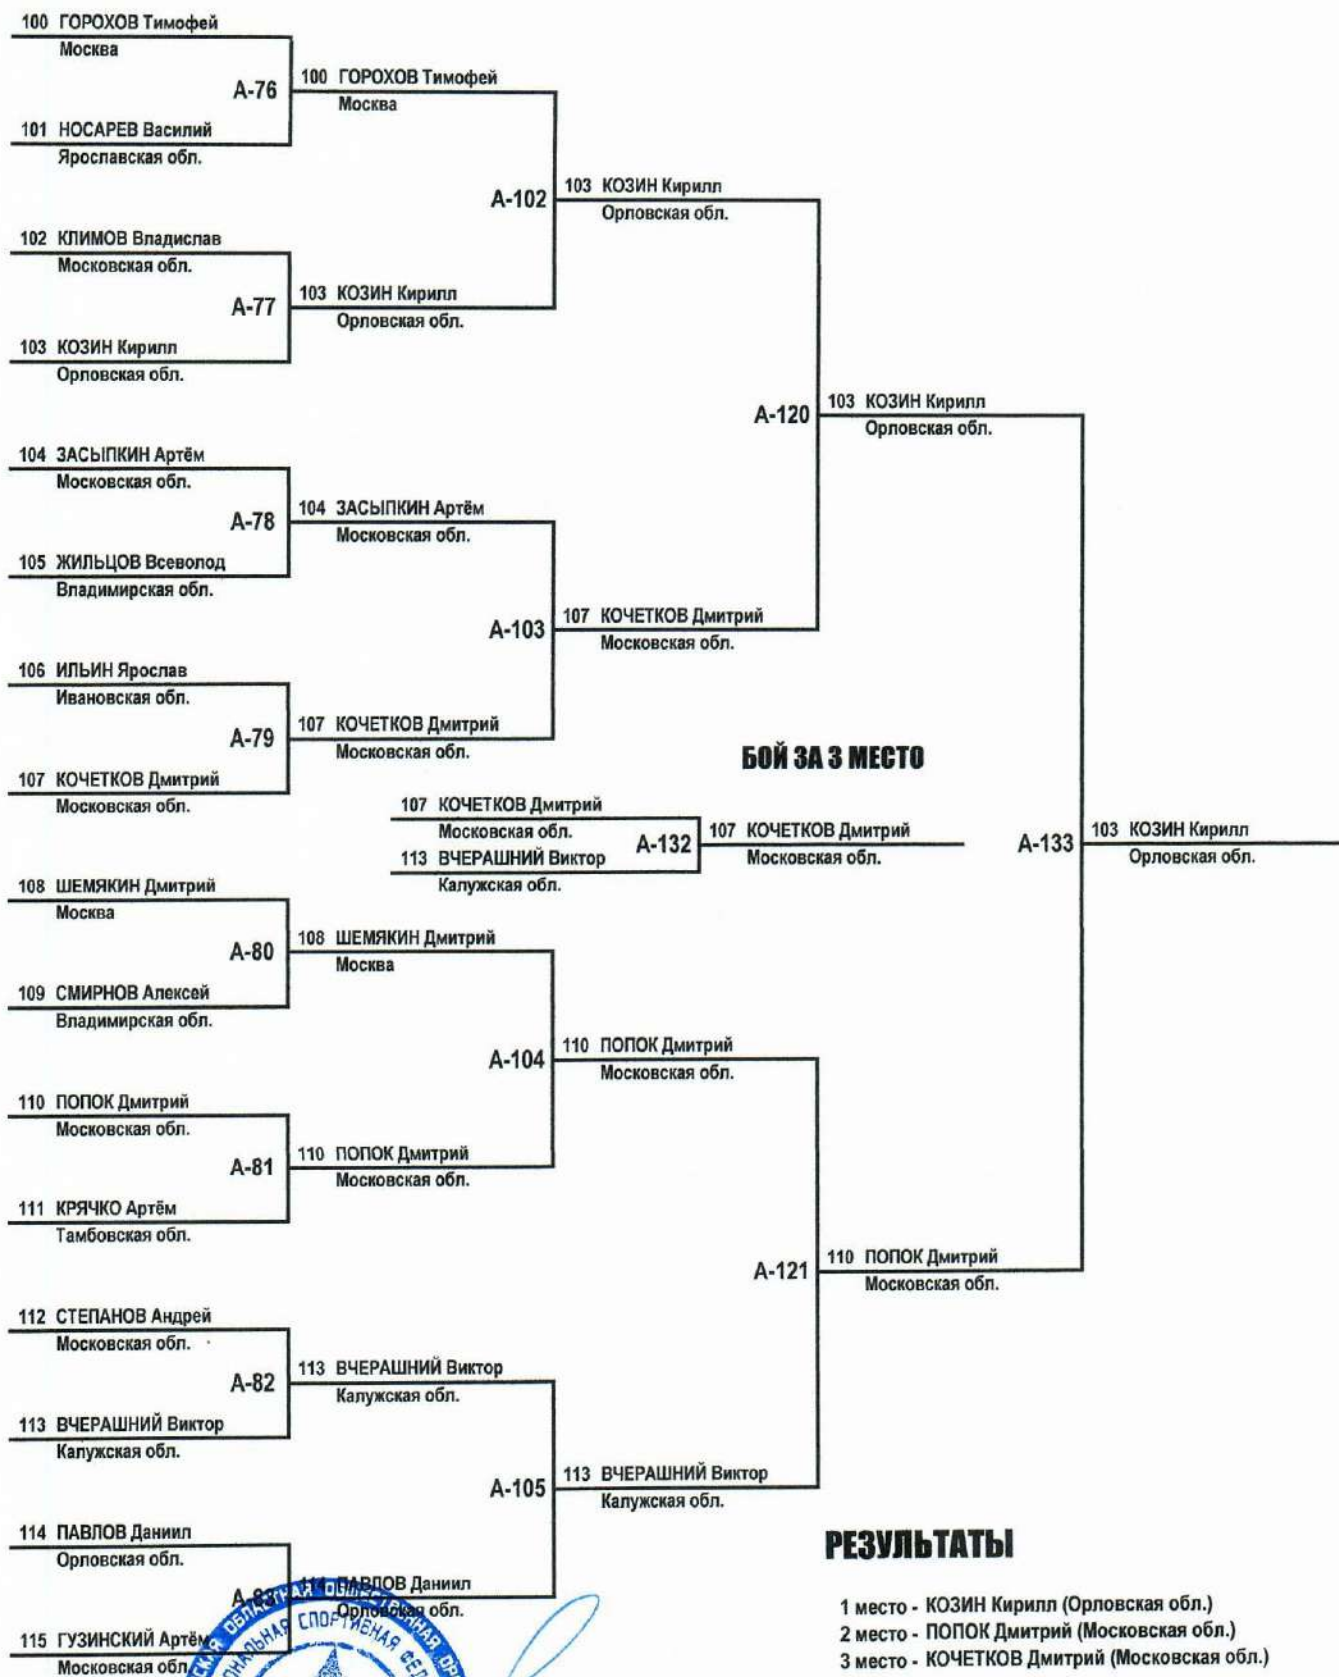 100 ГОРОХОВ Тимофей
Москва
А-76
100 ГОРОХОВ Тимофей
Москва
101 НОСАРЕВ Василий
Ярославская обл.
А-102
103 КОЗИН Кирилл
Орловская обл.
102 КЛИМОВ Владислав
Московская обл.
А-77
103 КОЗИН Кирилл
Орловская обл.
103 КОЗИН Кирилл
Орловская обл.
А-120
103 КОЗИН Кирилл
Орловская обл.
104 ЗАСЫПКИН Артём
Московская обл.
А-78
104 ЗАСЫПКИН Артём
Московская обл.
105 ЖИЛЬЦОВ Всеволод
Владимирская обл.
А-103
107 КОЧЕТКОВ Дмитрий
Московская обл.
106 ИЛЬИН Ярослав
Ивановская обл.
А-79
107 КОЧЕТКОВ Дмитрий
Московская обл.
107 КОЧЕТКОВ Дмитрий
Московская обл.
БОЙ ЗА 3 МЕСТО
107 КОЧЕТКОВ Дмитрий
Московская обл.
А-132
107 КОЧЕТКОВ Дмитрий
Московская обл.
113 ВЧЕРАШНИЙ Виктор
Калужская обл.
А-133
103 КОЗИН Кирилл
Орловская обл.
108 ШЕМЯКИН Дмитрий
Москва
А-80
108 ШЕМЯКИН Дмитрий
Москва
109 СМИРНОВ Алексей
Владимирская обл.
А-104
110 ПОПОК Дмитрий
Московская обл.
110 ПОПОК Дмитрий
Московская обл.
А-81
110 ПОПОК Дмитрий
Московская обл.
111 КРЯЧКО Артём
Тамбовская обл.
А-121
110 ПОПОК Дмитрий
Московская обл.
112 СТЕПАНОВ Андрей
Московская обл.
А-82
113 ВЧЕРАШНИЙ Виктор
Калужская обл.
113 ВЧЕРАШНИЙ Виктор
Калужская обл.
А-105
113 ВЧЕРАШНИЙ Виктор
Калужская обл.
114 ПАВЛОВ Даниил
Орловская обл.
А-83
114 ПАВЛОВ Даниил
Орловская обл.
115 ГУЗИНСКИЙ Артём
Московская обл.
РЕЗУЛЬТАТЫ
1 место - КОЗИН Кирилл (Орловская обл.)
2 место - ПОПОК Дмитрий (Московская обл.)
3 место - КОЧЕТКОВ Дмитрий (Московская обл.)
ОБЛАСТНАЯ
СПОРТИВНАЯ